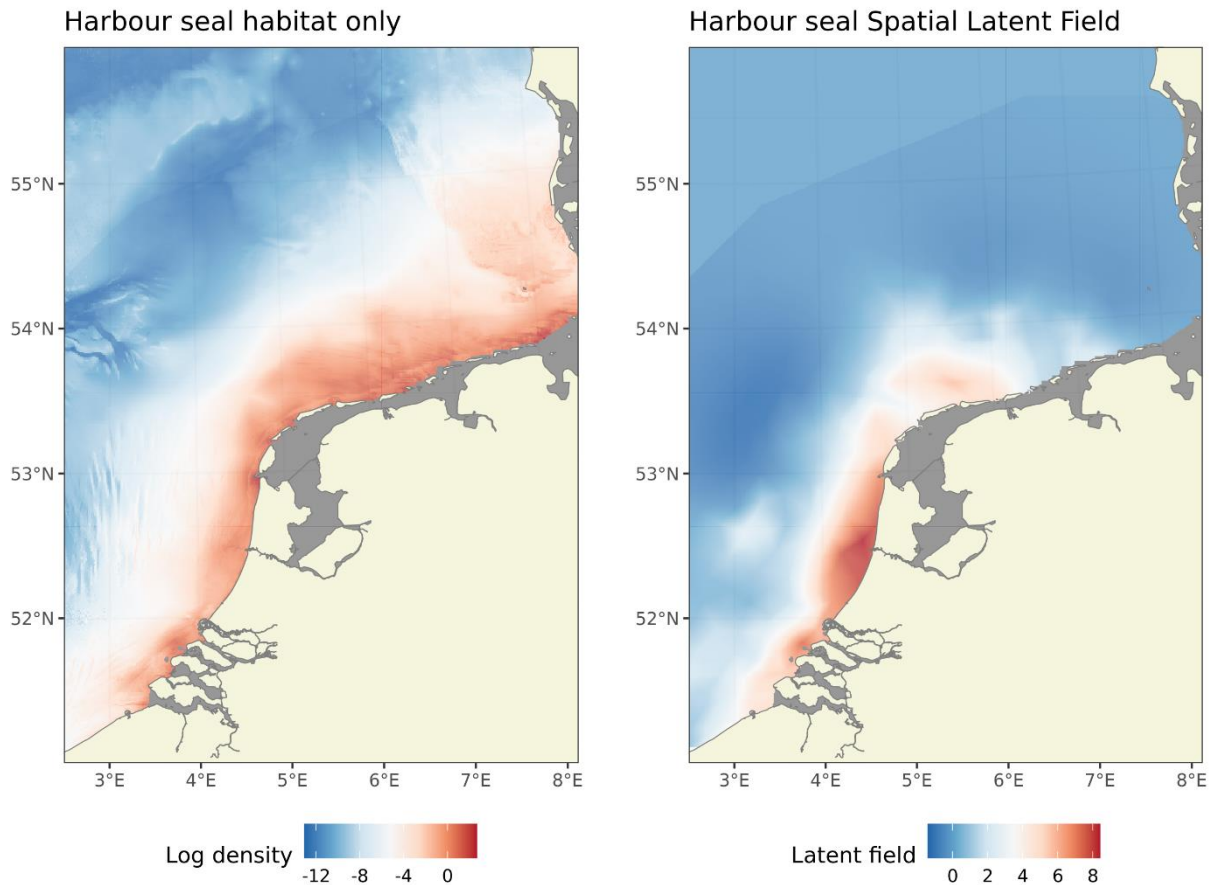 Harbour seal habitat only
55°N
54°N
53°N
52°N
3°E 4°E 5°E 6°E 7°E 8°E
Log density
-12 -8 -4 0
Harbour seal Spatial Latent Field
55°N
54°N
53°N
52°N
3°E 4°E 5°E 6°E 7°E 8°E
Latent field
0 2 4 6 8